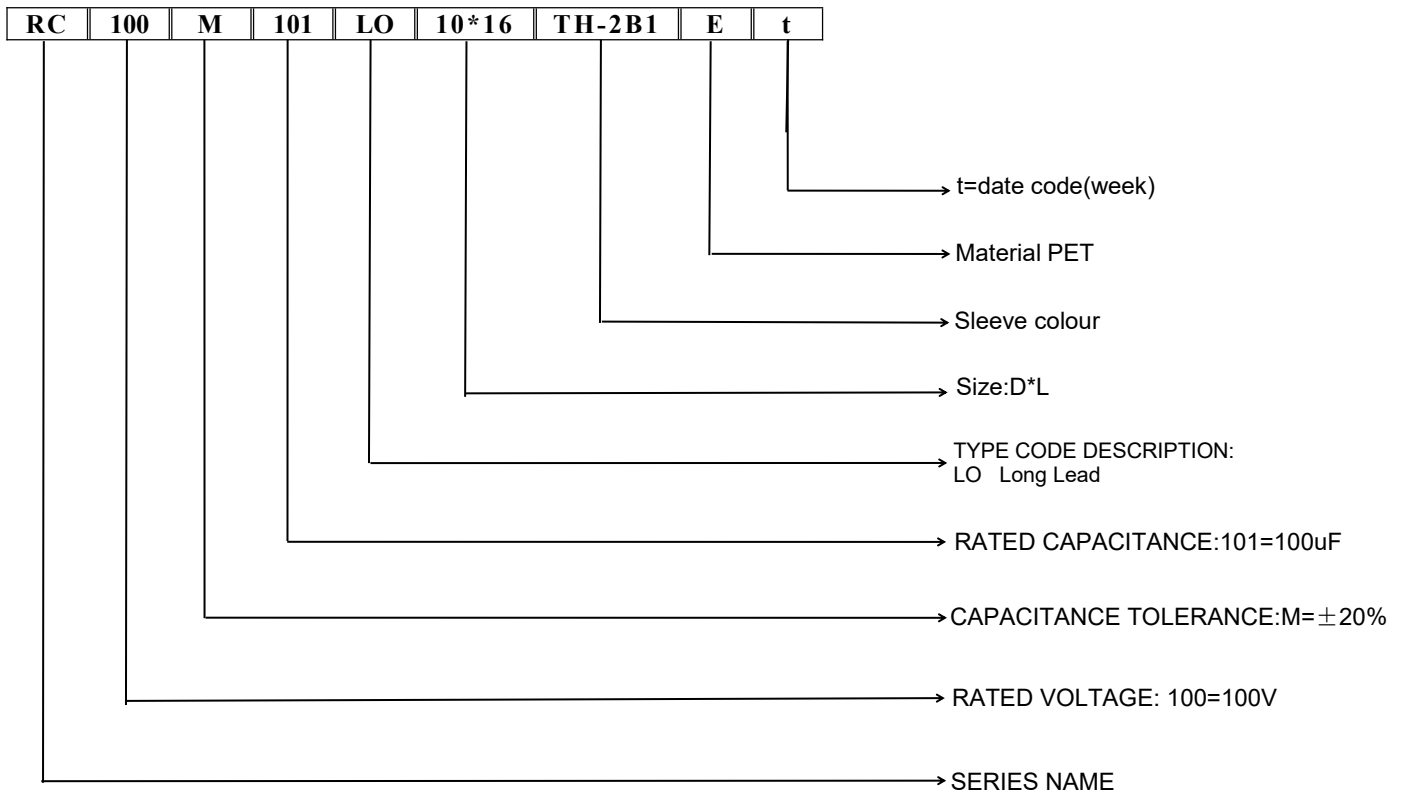 RC 100 M 101 LO 10*16 TH-2B1 E t
t=date code(week)
Material PET
Sleeve colour
Size:D*L
TYPE CODE DESCRIPTION:
LO Long Lead
RATED CAPACITANCE:101=100uF
CAPACITANCE TOLERANCE:M=±20%
RATED VOLTAGE: 100=100V
SERIES NAME